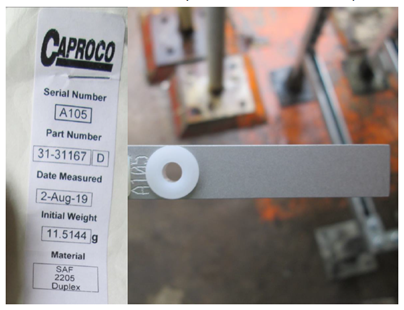 CAPROCO
Serial Number
A105
Part Number
31-31167 D
Date Measured
2-Aug-19
Initial Weight
11.5144 g
Material
SAF
2205
Duplex
A105